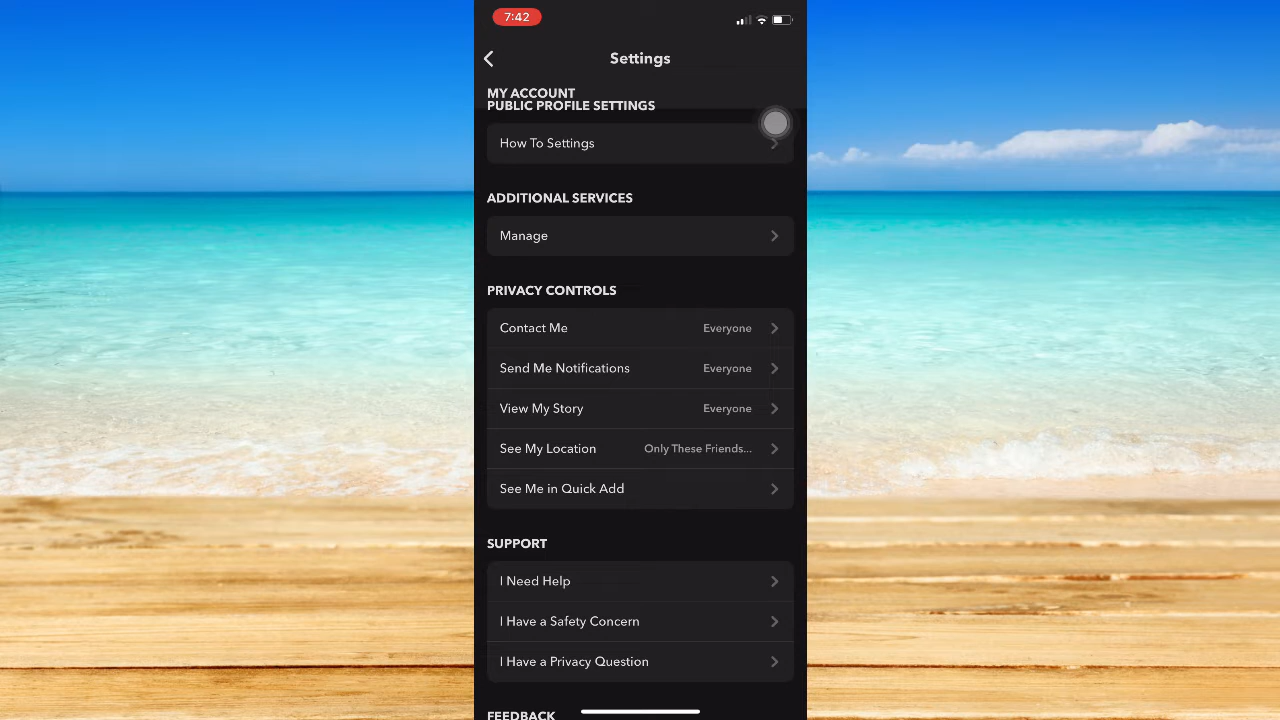 7:42
Settings
MY ACCOUNT
PUBLIC PROFILE SETTINGS
How To Settings
ADDITIONAL SERVICES
Manage
PRIVACY CONTROLS
Contact Me Everyone
Send Me Notifications Everyone
View My Story Everyone
See My Location Only These Friends...
See Me in Quick Add
SUPPORT
I Need Help
I Have a Safety Concern
I Have a Privacy Question
FEEDBACK